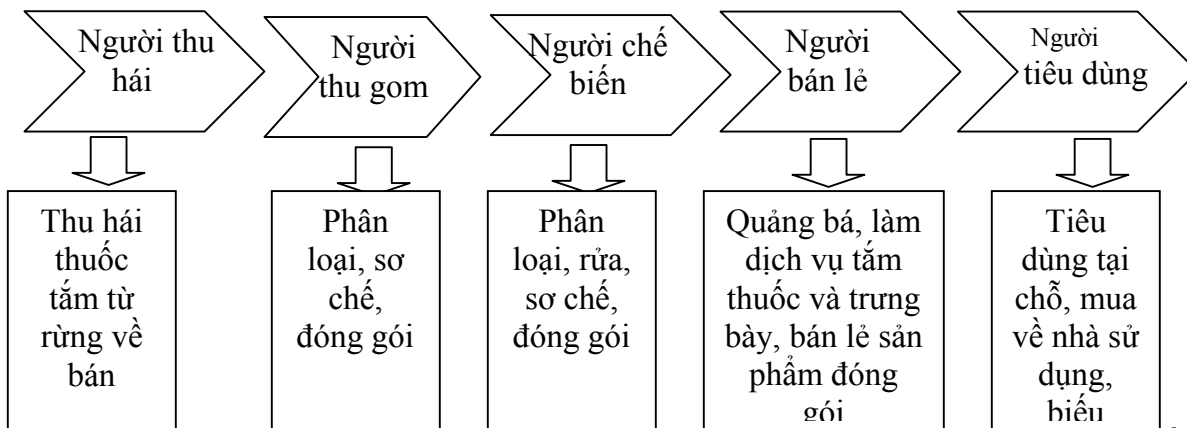 Người thu
hái
Người
thu gom
Người chế
biến
Người
bán lẻ
Người
tiêu dùng
Thu hái
thuốc
tắm từ
rừng về
bán
Phân
loại, sơ
chế,
đóng gói
Phân
loại, rửa,
sơ chế,
đóng gói
Quảng bá, làm
dịch vụ tắm
thuốc và trưng
bày, bán lẻ sản
phẩm đóng
gói
Tiêu
dùng tại
chỗ, mua
về nhà sử
dụng,
biếu